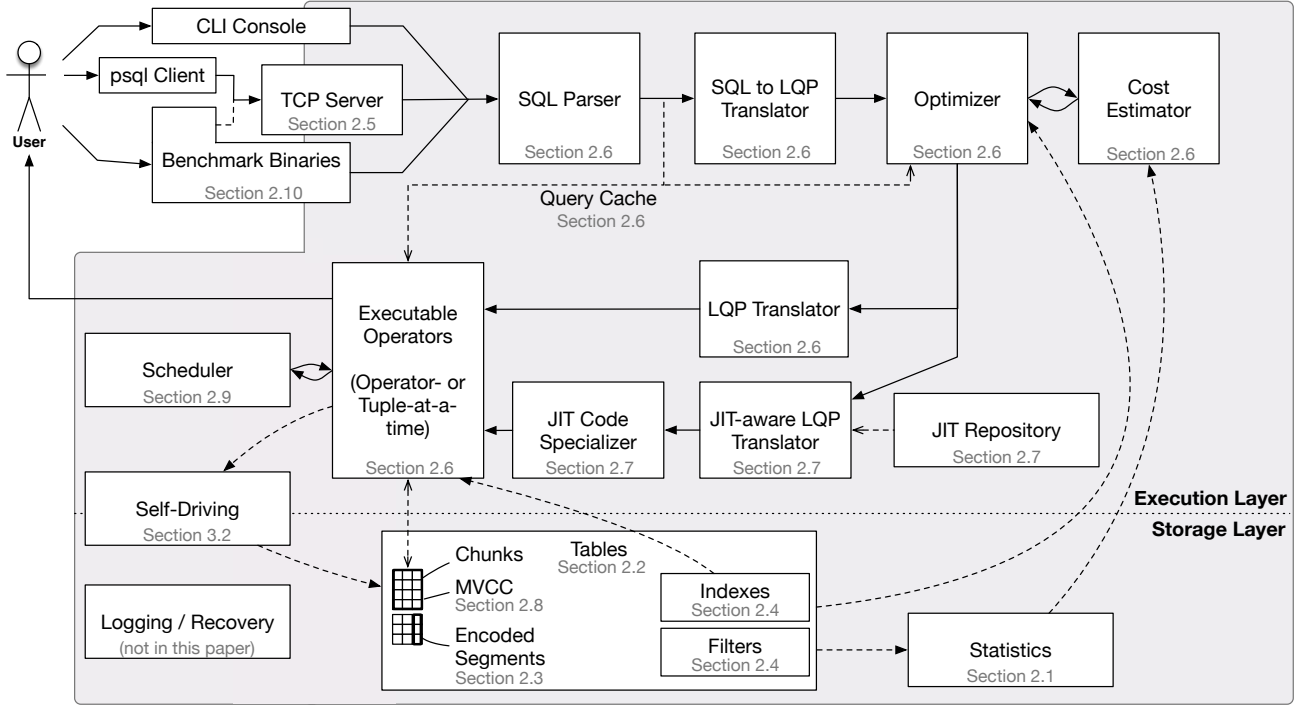 CLI Console
psql Client
TCP Server
Section 2.5
User
Benchmark Binaries
Section 2.10
SQL Parser
Section 2.6
SQL to LQP
Translator
Section 2.6
Optimizer
Section 2.6
Cost
Estimator
Section 2.6
Query Cache
Section 2.6
Executable
Operators
(Operator- or
Tuple-at-a-
time)
Section 2.6
LQP Translator
Section 2.6
Scheduler
Section 2.9
JIT Code
Specializer
Section 2.7
JIT-aware LQP
Translator
Section 2.7
JIT Repository
Section 2.7
Self-Driving
Section 3.2
Execution Layer
Storage Layer
Logging / Recovery
(not in this paper)
Chunks
MVCC
Section 2.8
Encoded
Segments
Section 2.3
Tables
Section 2.2
Indexes
Section 2.4
Filters
Section 2.4
Statistics
Section 2.1